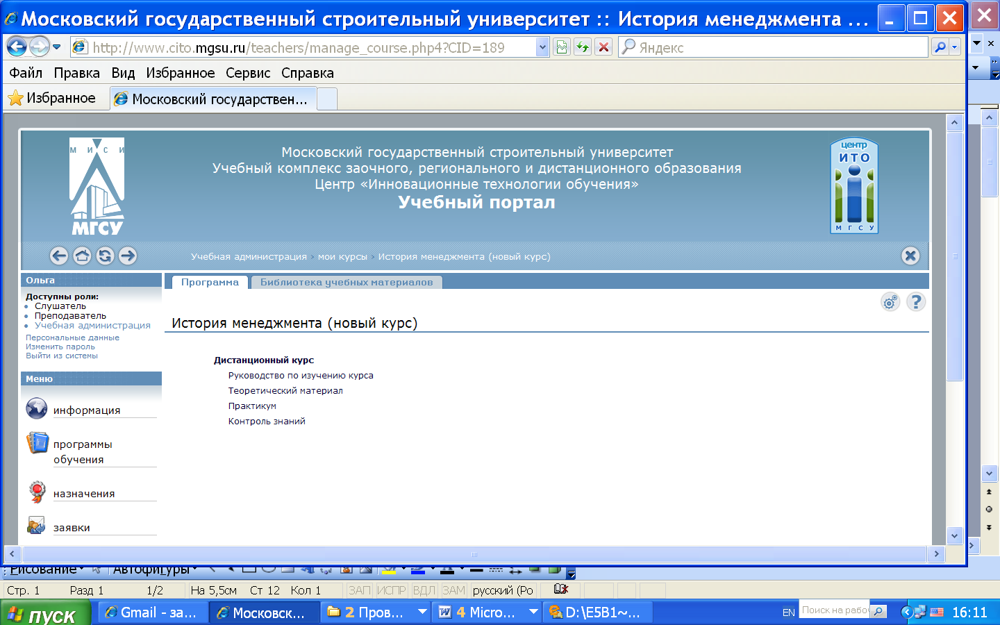 Московский государственный строительный университет :: История менеджмента ...
http://www.cito.mgsu.ru/teachers/manage_course.php4?CID=189
Яндекс
Файл Правка Вид Избранное Сервис Справка
Избранное
Московский государствен...
МИСИ
МГСУ
Московский государственный строительный университет
Учебный комплекс заочного, регионального и дистанционного образования
Центр «Инновационные технологии обучения»
Учебный портал
центр
ИТО
МГСУ
Учебная администрация > мои курсы > История менеджмента (новый курс)
Ольга
Доступны роли:
Слушатель
Преподаватель
Учебная администрация
Персональные данные
Изменить пароль
Выйти из системы
Меню
информация
программы
обучения
назначения
заявки
Программа
Библиотека учебных материалов
?
История менеджмента (новый курс)
Дистанционный курс
Руководство по изучению курса
Теоретический материал
Практикум
Контроль знаний
Рисование Автофигуры
Стр. 1 Разд 1 1/2 На 5,5см Ст 12 Кол 1 ЗАП ИСПР ВДЛ ЗАМ русский (Ро
пуск
Gmail - за...
Московск...
2 Пров...
4 Micro...
D:\E5B1~...
EN
Поиск на рабоч
16:11